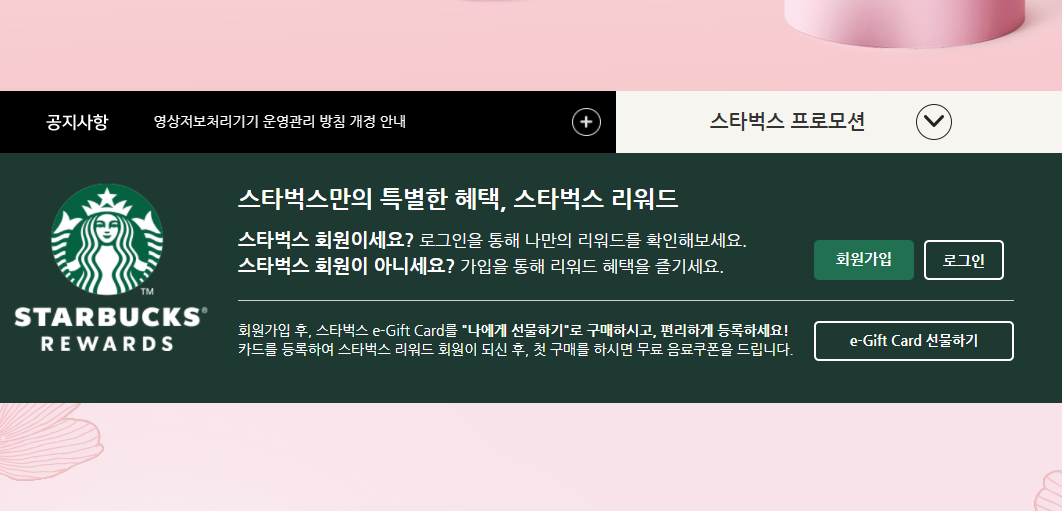 공지사항
영상저보처리기기 운영관리 방침 개정 안내
스타벅스 프로모션
스타벅스만의 특별한 혜택, 스타벅스 리워드
스타벅스 회원이세요? 로그인을 통해 나만의 리워드를 확인해보세요.
스타벅스 회원이 아니세요? 가입을 통해 리워드 혜택을 즐기세요.
회원가입
로그인
TM
STARBUCKS®
REWARDS
회원가입 후, 스타벅스 e-Gift Card를 "나에게 선물하기"로 구매하시고, 편리하게 등록하세요!
카드를 등록하여 스타벅스 리워드 회원이 되신 후, 첫 구매를 하시면 무료 음료쿠폰을 드립니다.
e-Gift Card 선물하기